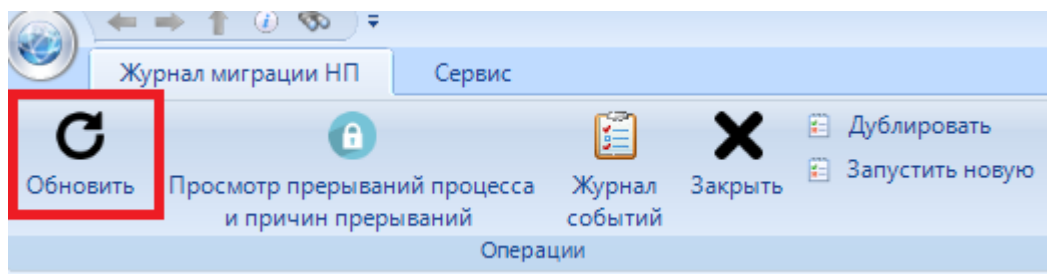 Журнал миграции НП Сервис
Обновить
Просмотр прерываний процесса
и причин прерываний
Журнал
событий
Закрыть
Дублировать
Запустить новую
Операции